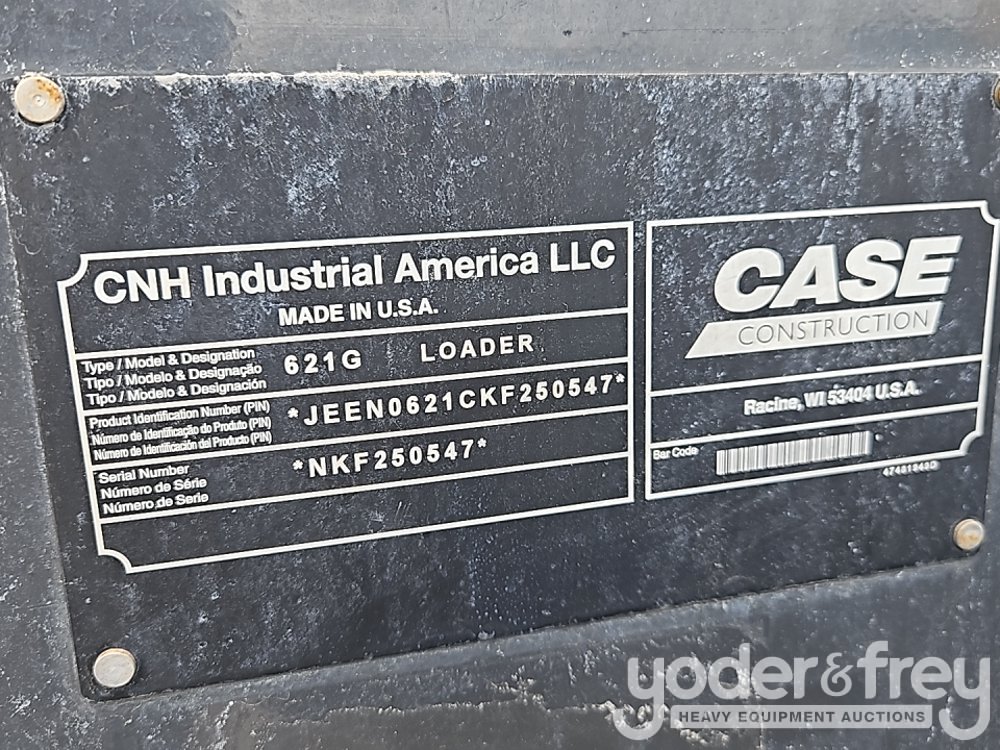 CNH Industrial America LLC
MADE IN U.S.A.
Type / Model & Designation
Tipo / Modelo & Designação
Tipo / Modelo & Designación
621G LOADER
Product Identification Number (PIN)
Número de Identificação do Produto (PIN)
Número de Identificación del Producto (PIN)
*JEEN0621CKF250547*
Serial Number
Número de Série
Número de Serie
*NKF250547*
CASE
CONSTRUCTION
Racine, WI 53404 U.S.A.
Bar Code
yoder&frey
HEAVY EQUIPMENT AUCTIONS